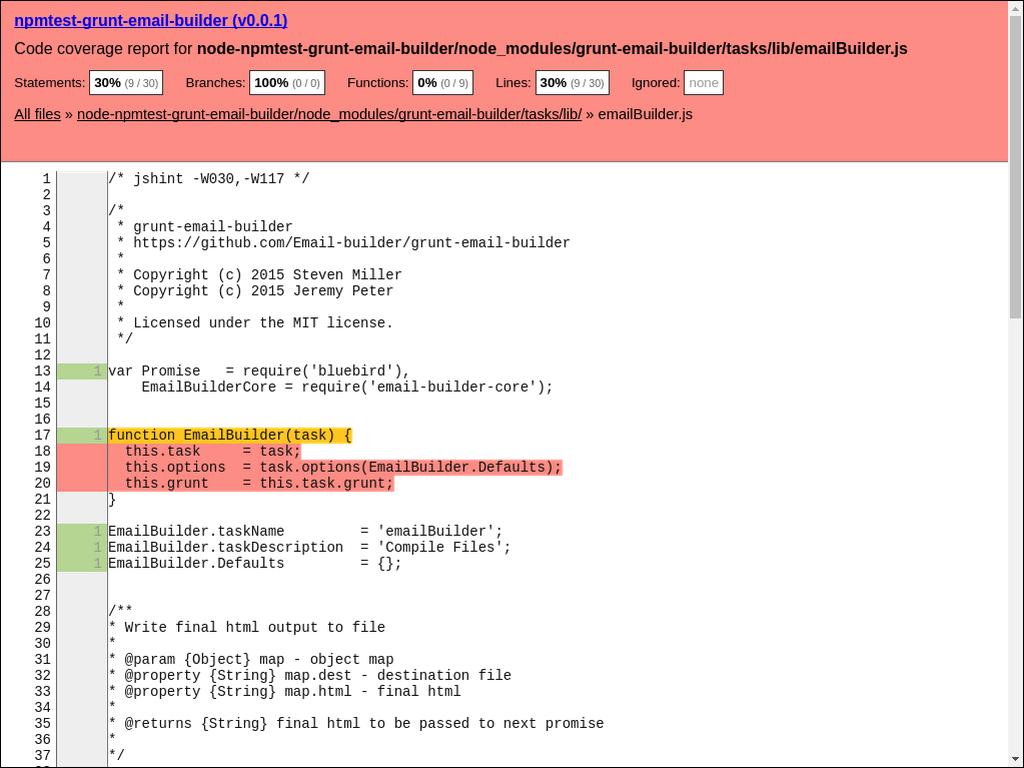 npmtest-grunt-email-builder (v0.0.1)
Code coverage report for node-npmtest-grunt-email-builder/node_modules/grunt-email-builder/tasks/lib/emailBuilder.js
Statements: 30% (9 / 30) Branches: 100% (0 / 0) Functions: 0% (0 / 9) Lines: 30% (9 / 30) Ignored: none
All files » node-npmtest-grunt-email-builder/node_modules/grunt-email-builder/tasks/lib/ » emailBuilder.js
1 /* jshint -W030,-W117 */
2
3 /*
4  * grunt-email-builder
5  * https://github.com/Email-builder/grunt-email-builder
6  *
7  * Copyright (c) 2015 Steven Miller
8  * Copyright (c) 2015 Jeremy Peter
9  *
10  * Licensed under the MIT license.
11  */
12
13 1 var Promise   = require('bluebird'),
14     EmailBuilderCore = require('email-builder-core');
15
16
17 1 function EmailBuilder(task) {
18   this.task     = task;
19   this.options  = task.options(EmailBuilder.Defaults);
20   this.grunt    = this.task.grunt;
21 }
22
23 1 EmailBuilder.taskName         = 'emailBuilder';
24 1 EmailBuilder.taskDescription  = 'Compile Files';
25 1 EmailBuilder.Defaults         = {};
26
27
28 /**
29 * Write final html output to file
30 *
31 * @param {Object} map - object map
32 * @property {String} map.dest - destination file
33 * @property {String} map.html - final html
34 *
35 * @returns {String} final html to be passed to next promise
36 *
37 */